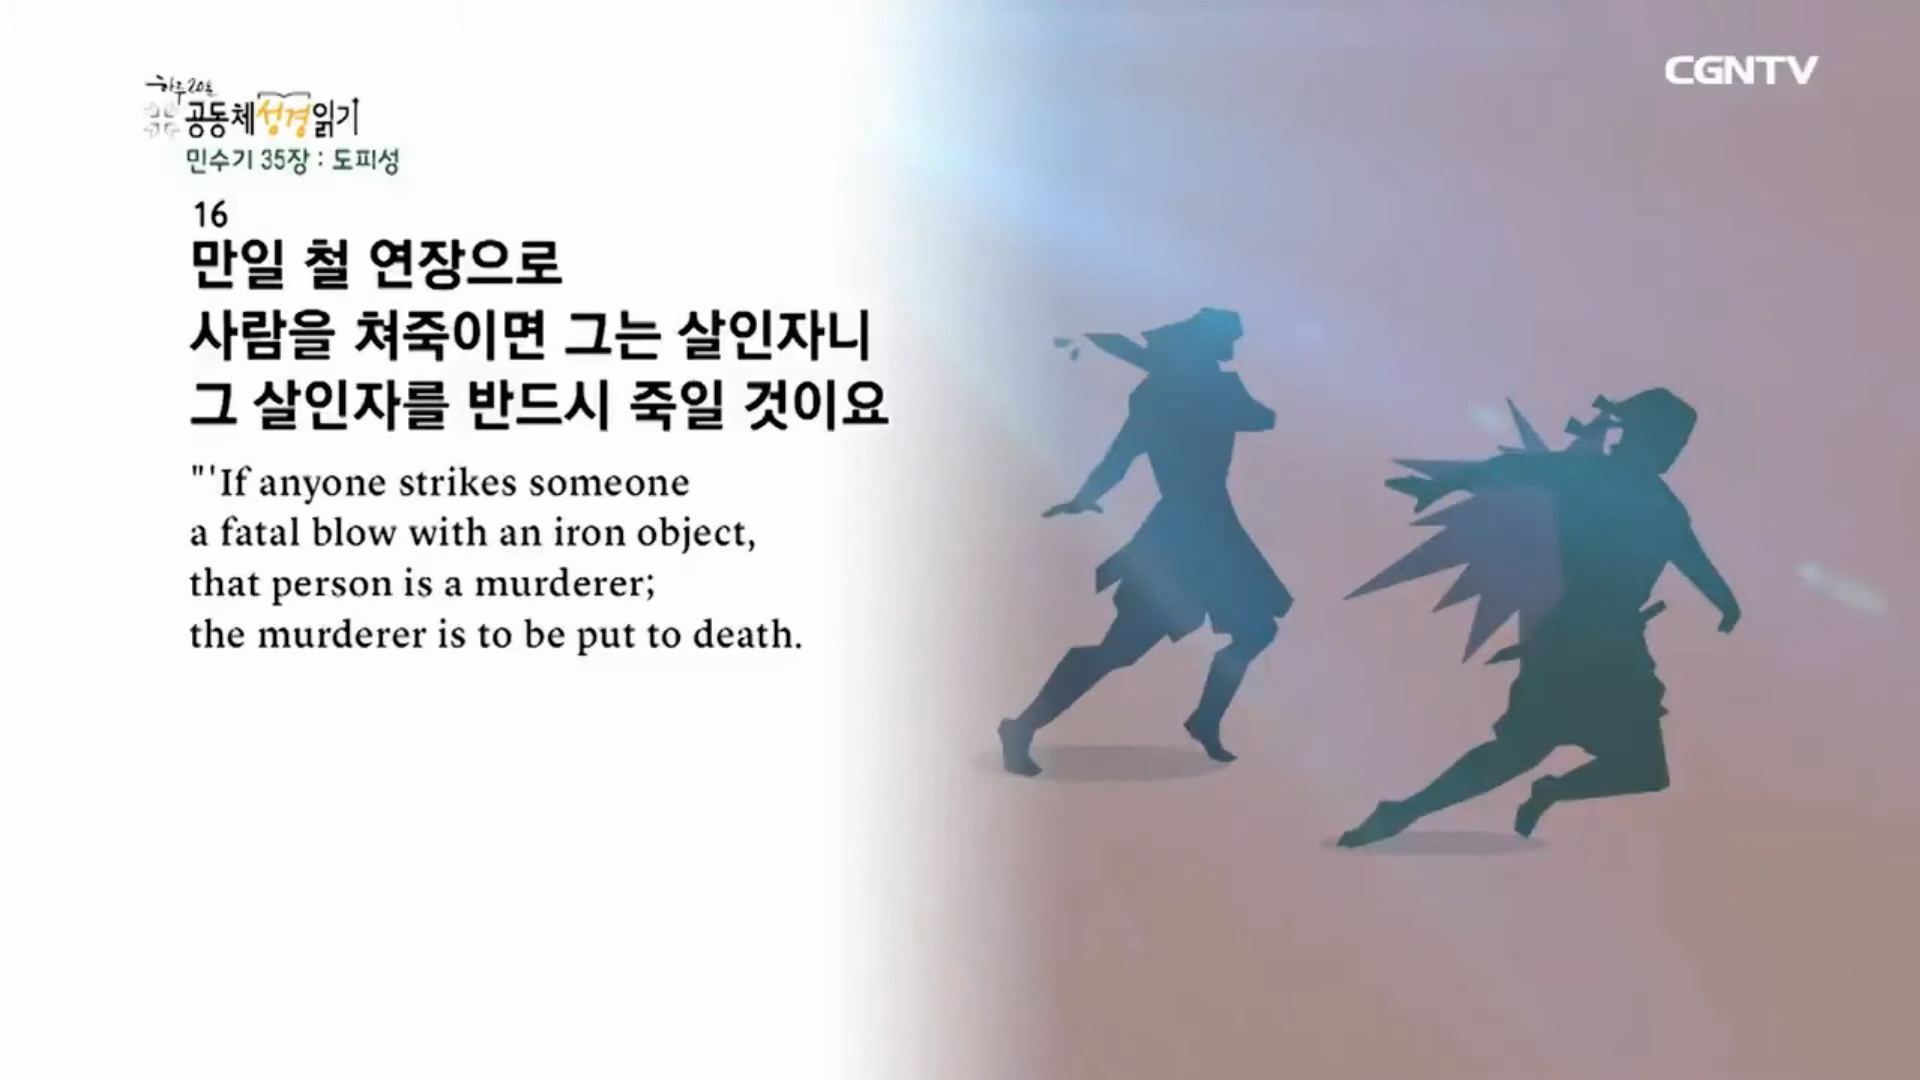 하루20분
공동체성경읽기
CGNTV
민수기 35장 : 도피성
16
만일 철 연장으로
사람을 쳐죽이면 그는 살인자니
그 살인자를 반드시 죽일 것이요
"'If anyone strikes someone
a fatal blow with an iron object,
that person is a murderer;
the murderer is to be put to death.